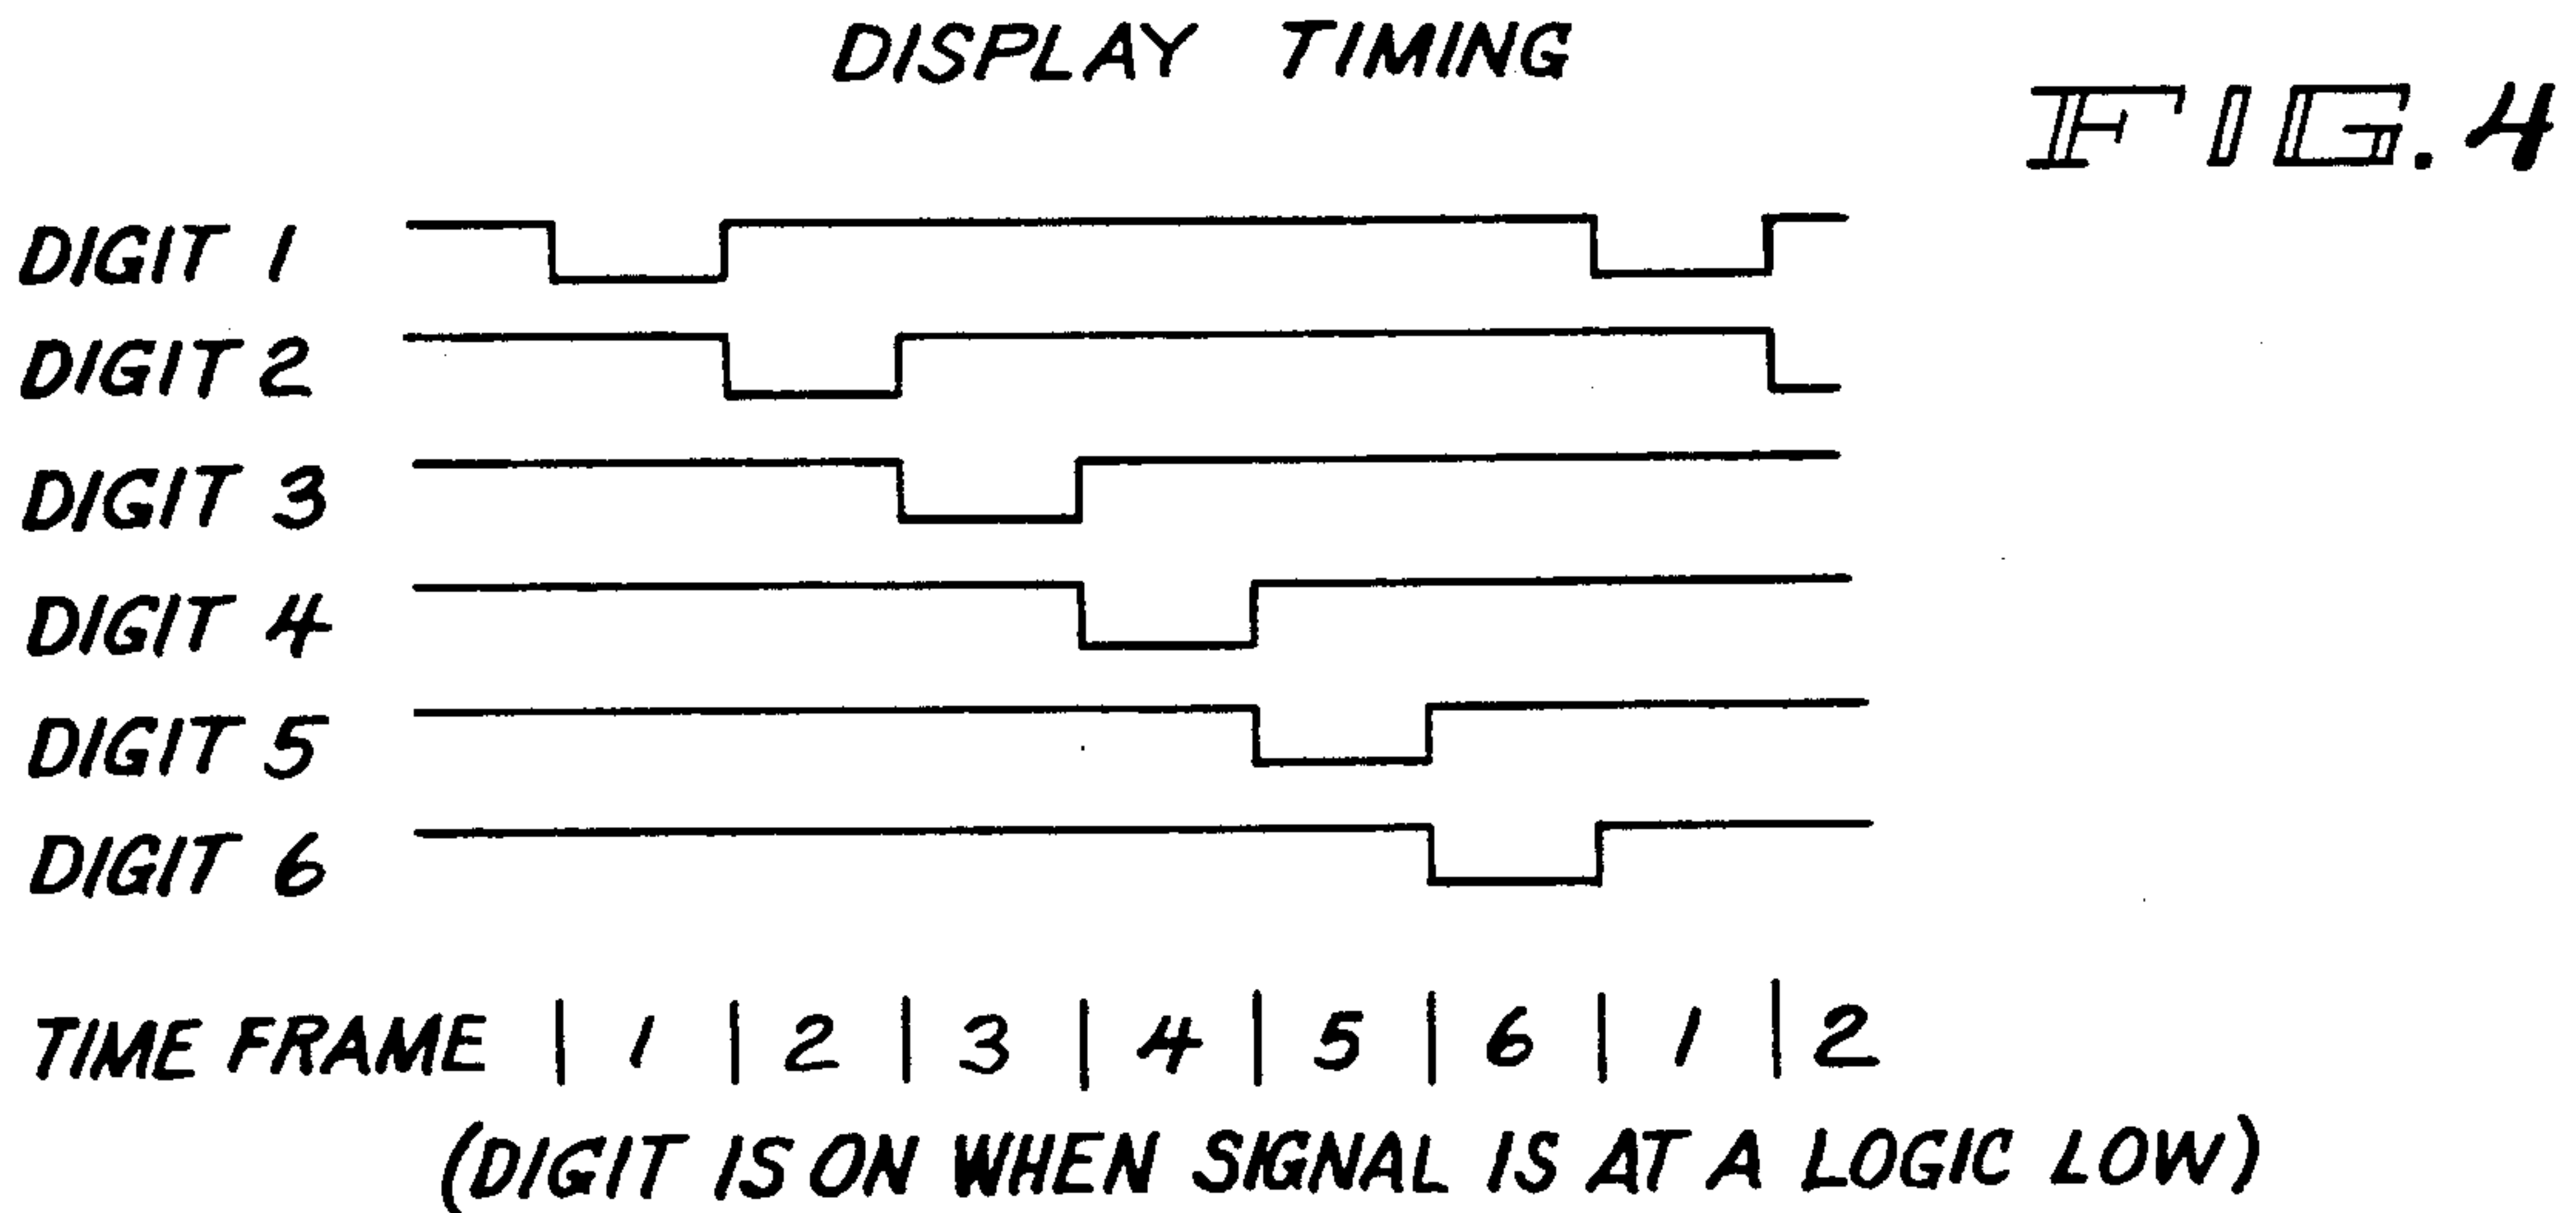 DISPLAY TIMING
FIG. 4
DIGIT 1
DIGIT 2
DIGIT 3
DIGIT 4
DIGIT 5
DIGIT 6
TIME FRAME | 1 | 2 | 3 | 4 | 5 | 6 | 1 | 2
(DIGIT IS ON WHEN SIGNAL IS AT A LOGIC LOW)